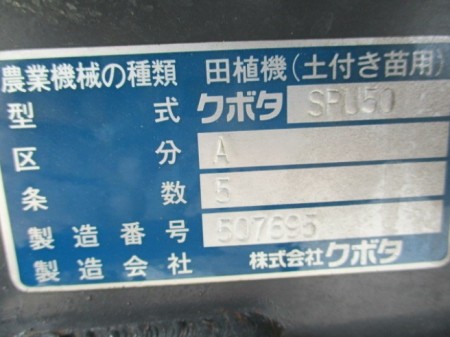 農業機械の種類 田植機(土付き苗用)
型式 クボタ SPU50
区分 A
条数 5
製造番号 507695
製造会社 株式会社クボタ